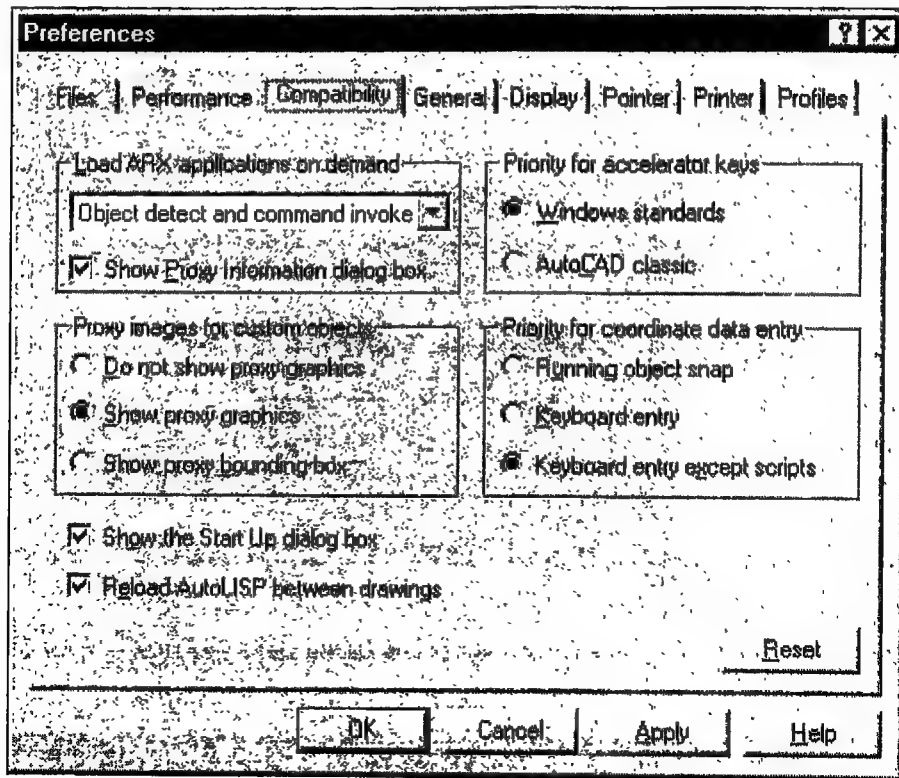 Preferences
Files Performance Compatibility General Display Pointer Printer Profiles
Load ARX applications on demand
Object detect and command invoke
Show Proxy Information dialog box
Priority for accelerator keys
Windows standards
AutoCAD classic
Proxy images for custom objects
Do not show proxy graphics
Show proxy graphics
Show proxy bounding box
Priority for coordinate data entry
Running object snap
Keyboard entry
Keyboard entry except scripts
Show the Start Up dialog box
Reload AutoLISP between drawings
Reset
OK Cancel Apply Help